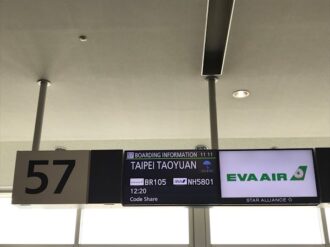 57
BOARDING INFORMATION 11:11
TAIPEI TAOYUAN
BR105 NH5801
12:20
Code Share
EVA AIR
STAR ALLIANCE